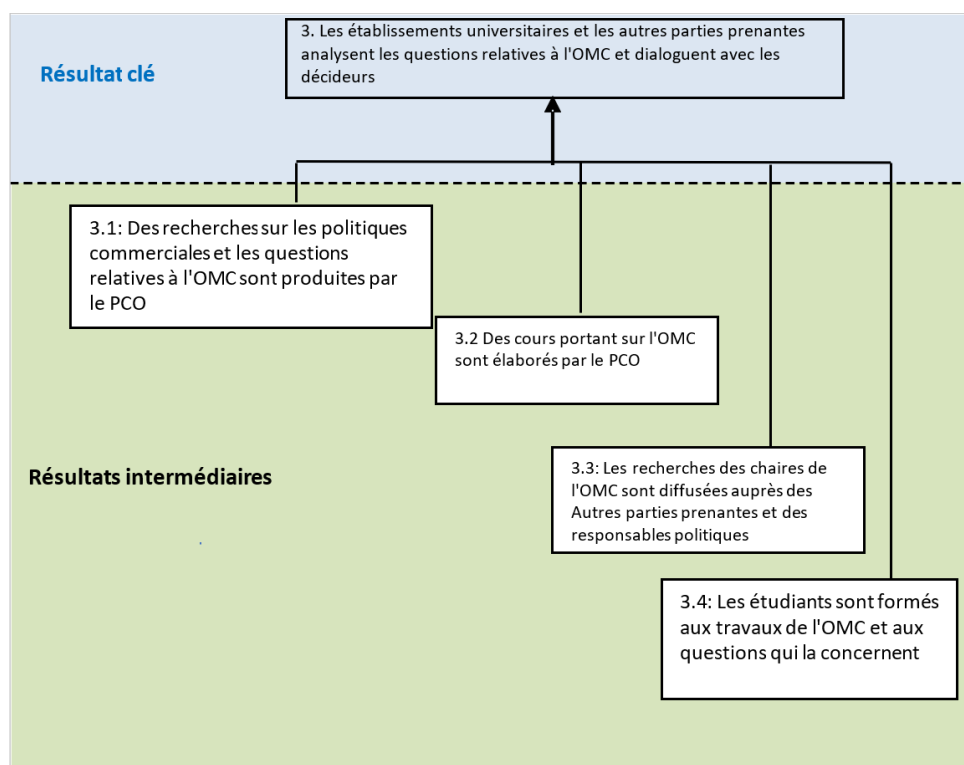 3. Les établissements universitaires et les autres parties prenantes
analysent les questions relatives à l'OMC et dialoguent avec les
décideurs
Résultat clé
3.1: Des recherches sur les politiques
commerciales et les questions
relatives à l'OMC sont produites par
le PCO
3.2 Des cours portant sur l'OMC
sont élaborés par le PCO
3.3: Les recherches des chaires de
l'OMC sont diffusées auprès des
Autres parties prenantes et des
responsables politiques
Résultats intermédiaires
3.4: Les étudiants sont formés
aux travaux de l'OMC et aux
questions qui la concernent